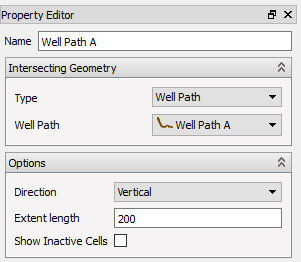 Property Editor
Name Well Path A
Intersecting Geometry
Type Well Path
Well Path Well Path A
Options
Direction Vertical
Extent length 200
Show Inactive Cells